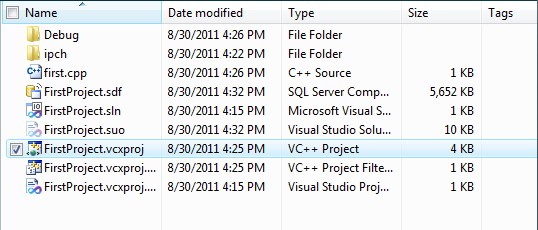 Name Date modified Type Size Tags
Debug 8/30/2011 4:26 PM File Folder
ipch 8/30/2011 4:22 PM File Folder
first.cpp 8/30/2011 4:26 PM C++ Source 1 KB
FirstProject.sdf 8/30/2011 4:32 PM SQL Server Comp... 5,652 KB
FirstProject.sln 8/30/2011 4:15 PM Microsoft Visual S... 1 KB
FirstProject.suo 8/30/2011 4:32 PM Visual Studio Solu... 10 KB
FirstProject.vcxproj 8/30/2011 4:25 PM VC++ Project 4 KB
FirstProject.vcxproj.... 8/30/2011 4:25 PM VC++ Project Filte... 1 KB
FirstProject.vcxproj.... 8/30/2011 4:15 PM Visual Studio Proj... 1 KB